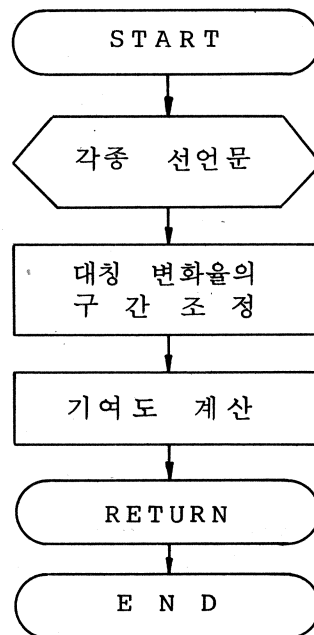 START
각종 선언문
대칭 변화율의
구 간 조 정
기여도 계산
RETURN
E N D